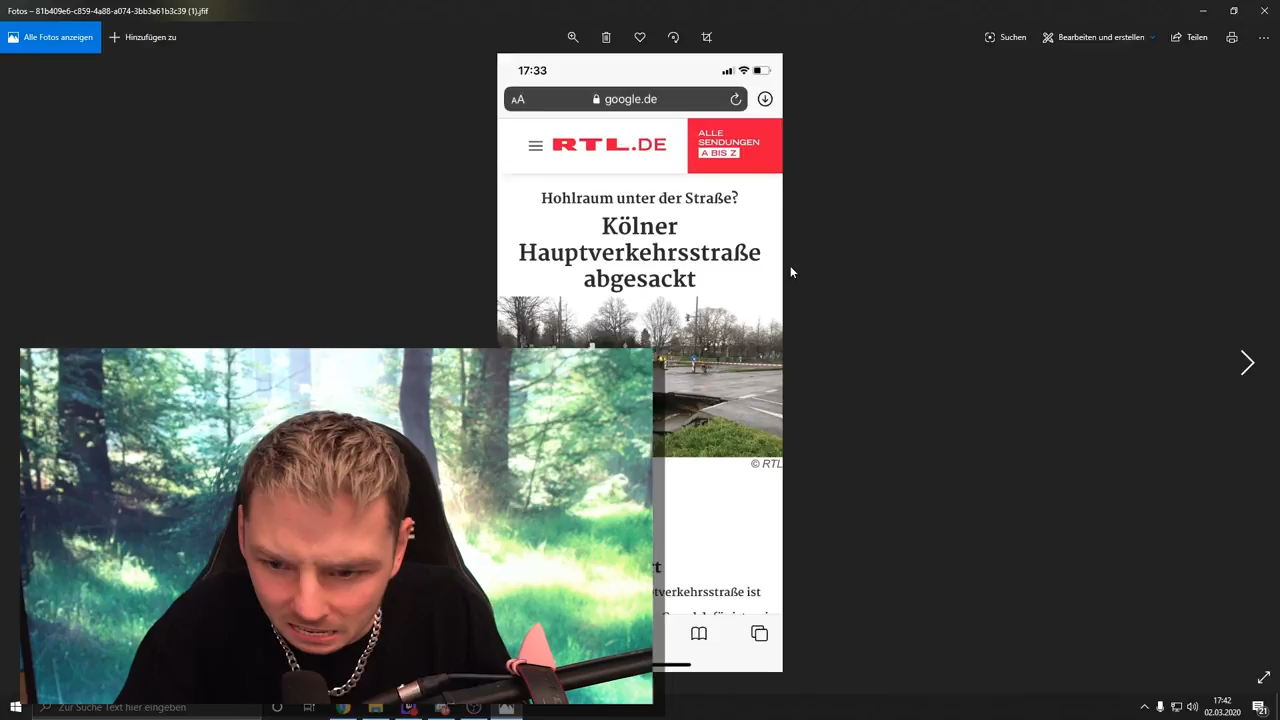 Fotos – 81b409e6-c859-4a88-a074-3bb3a61b3c39 (1).jfif
Alle Fotos anzeigen
Hinzufügen zu
Suchen
Bearbeiten und erstellen
Teilen
17:33
AA
google.de
RTL.DE
ALLE
SENDUNGEN
A BIS Z
Hohlraum unter der Straße?
Kölner
Hauptverkehrsstraße
abgesackt
© RTL
tverkehrsstraße ist
Zur Suche Text hier eingeben
17:42
02.03.2020